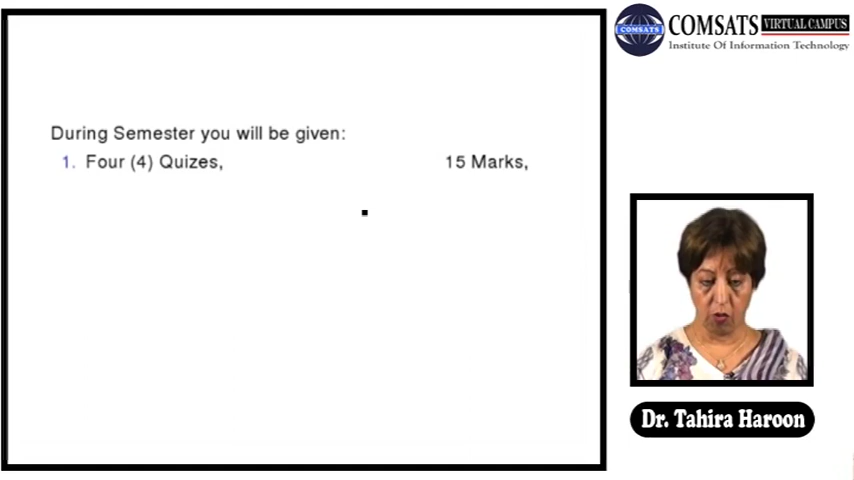 COMSATS VIRTUAL CAMPUS
Institute Of Information Technology
COMSATS
During Semester you will be given:
1. Four (4) Quizes, 15 Marks,
Dr. Tahira Haroon